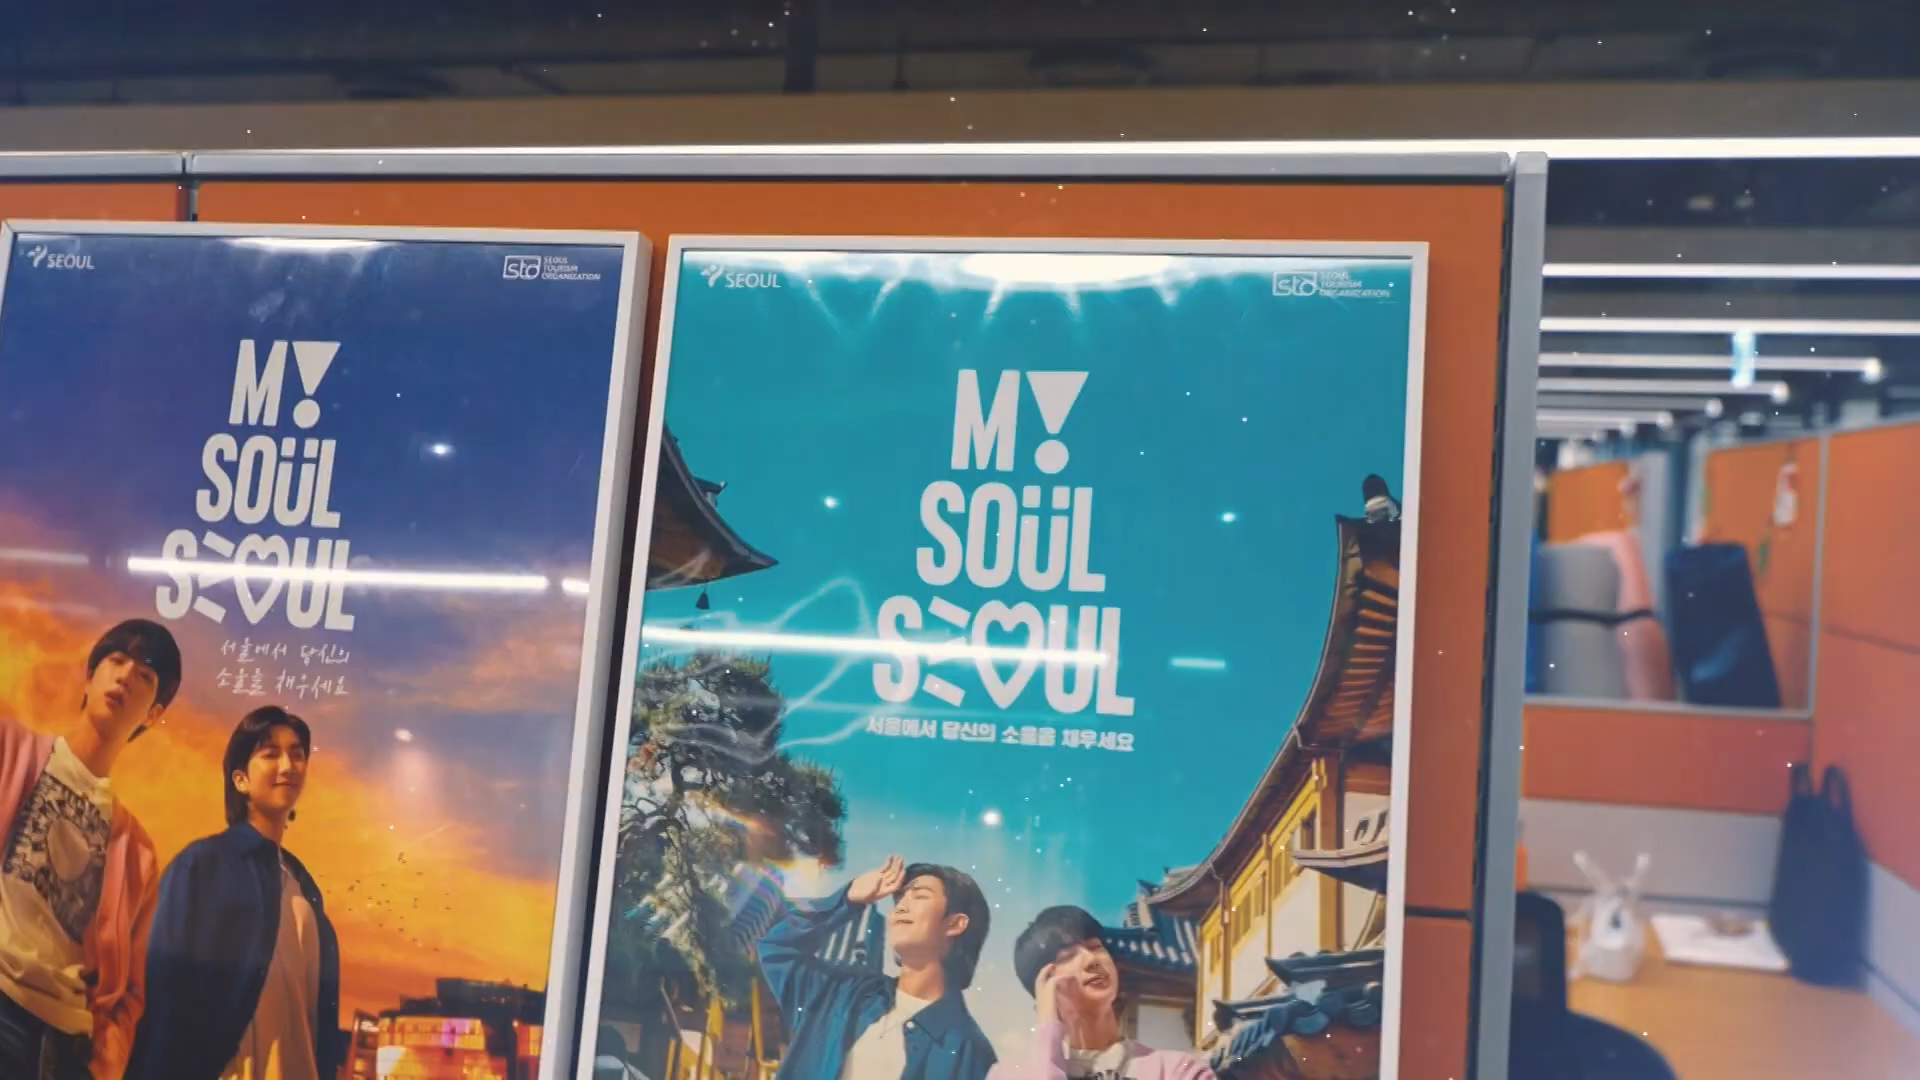 SEOUL
sto SEOUL
TOURISM
ORGANIZATION
MY
SOUL
SEOUL
서울에서 당신의
소울을 채우세요
SEOUL
sto SEOUL
TOURISM
ORGANIZATION
MY
SOUL
SEOUL
서울에서 당신의 소울을 채우세요